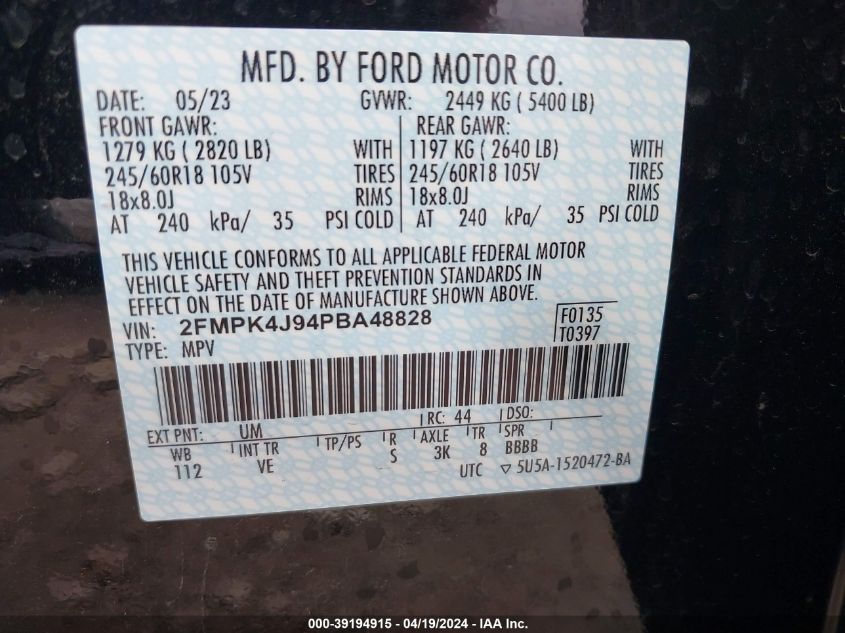 MFD. BY FORD MOTOR CO.
DATE: 05/23 GVWR: 2449 KG ( 5400 LB)
FRONT GAWR: REAR GAWR:
1279 KG ( 2820 LB) WITH 1197 KG ( 2640 LB) WITH
245/60R18 105V TIRES 245/60R18 105V TIRES
18x8.0J RIMS 18x8.0J RIMS
AT 240 kPa/ 35 PSI COLD AT 240 kPa/ 35 PSI COLD
THIS VEHICLE CONFORMS TO ALL APPLICABLE FEDERAL MOTOR
VEHICLE SAFETY AND THEFT PREVENTION STANDARDS IN
EFFECT ON THE DATE OF MANUFACTURE SHOWN ABOVE.
VIN: 2FMPK4J94PBA48828 F0135
TYPE: MPV T0397
EXT PNT: UM RC: 44 DSO:
WB INT TR TP/PS R AXLE TR SPR
112 VE S 3K 8 BBBB
UTC ▽ 5U5A-1520472-BA
000-39194915 - 04/19/2024 - IAA Inc.